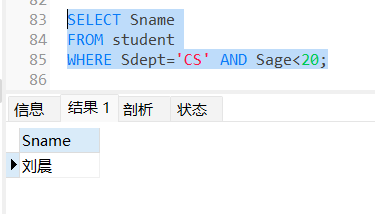 82
83 SELECT Sname
84 FROM student
85 WHERE Sdept='CS' AND Sage<20;
86
信息 结果 1 剖析 状态
Sname
刘晨